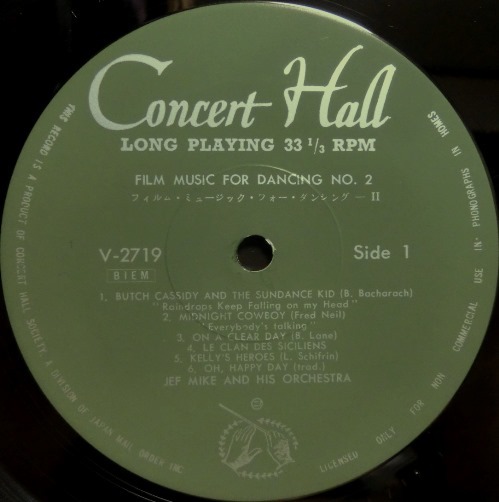 Concert Hall
LONG PLAYING 33 1/3 RPM
FILM MUSIC FOR DANCING NO. 2
フィルム・ミュージック・フォー・ダンシング — II
V-2719
Side 1
BIEM
1. BUTCH CASSIDY AND THE SUNDANCE KID (B. Bacharach)
"Raindrops Keep Falling on my Head"
2. MIDNIGHT COWBOY (Fred Neil)
"Everybody's talking"
3. ON A CLEAR DAY (B. Lane)
4. LE CLAN DES SICILIENS
5. KELLY'S HEROES (L. Schifrin)
6. OH, HAPPY DAY (trad.)
JEF MIKE AND HIS ORCHESTRA
THIS RECORD IS A PRODUCT OF CONCERT HALL SOCIETY, A DIVISION OF JAPAN MAIL ORDER INC
LICENSED ONLY FOR NON COMMERCIAL USE IN PHONOGRAPHS IN HOMES